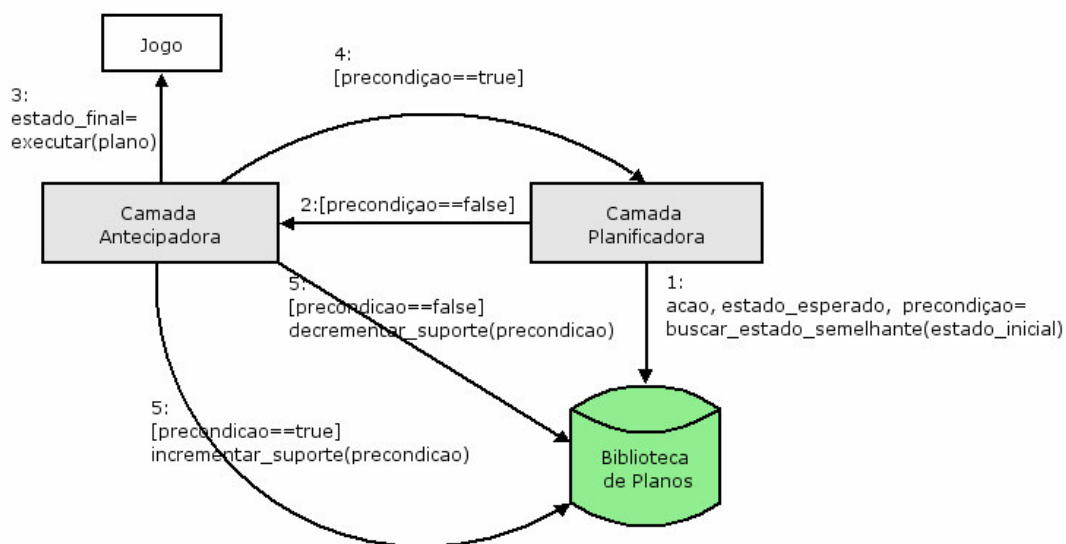 Jogo
4:
[precondiçao==true]
3:
estado_final=
executar(plano)
Camada
Antecipadora
2:[precondiçao==false]
Camada
Planificadora
5:
[precondicao==false]
decrementar_suporte(precondicao)
1:
acao, estado_esperado, precondiçao=
buscar_estado_semelhante(estado_inicial)
5:
[precondicao==true]
incrementar_suporte(precondicao)
Biblioteca
de Planos